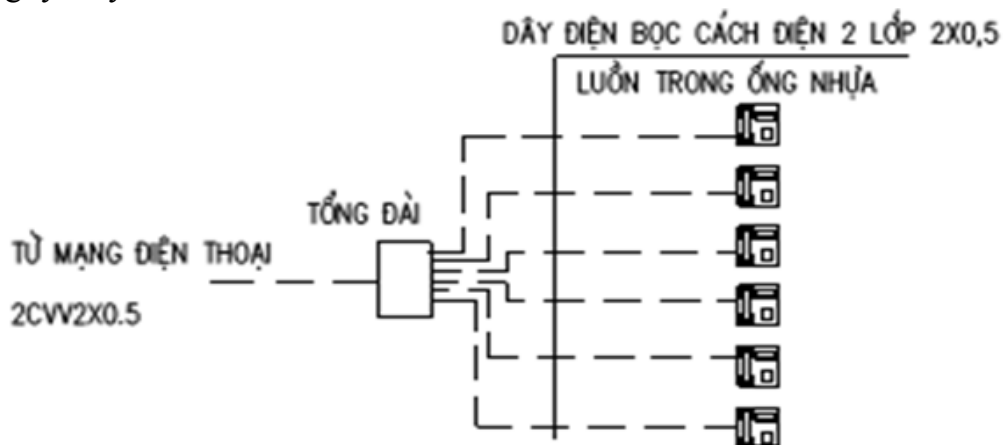 DÂY ĐIỆN BỌC CÁCH ĐIỆN 2 LỚP 2X0,5
LUỒN TRONG ỐNG NHỰA
TỔNG ĐÀI
TỪ MẠNG ĐIỆN THOẠI
2CVV2X0.5